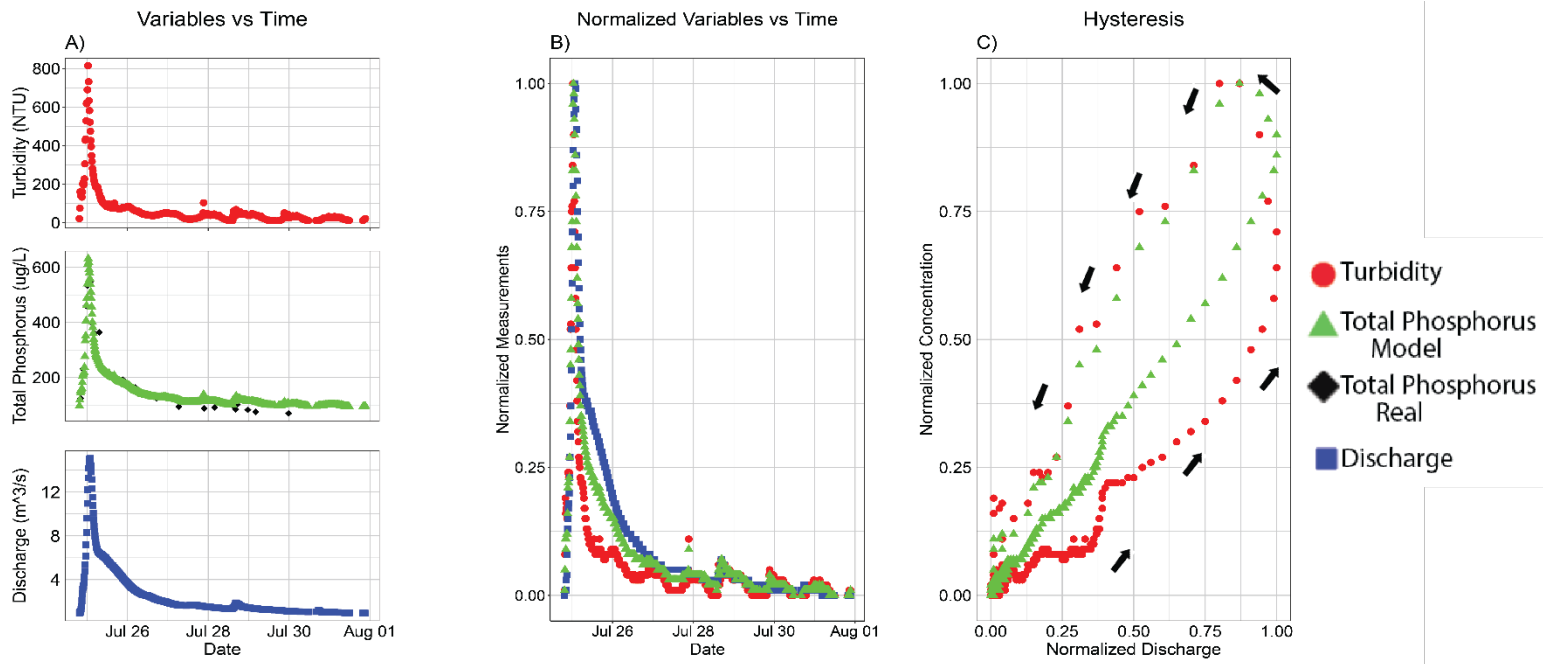 Variables vs Time
A)
800
600
400
200
0
Turbidity (NTU)
600
400
200
Total Phosphorus (ug/L)
12
8
4
Discharge (m^3/s)
Jul 26
Jul 28
Jul 30
Aug 01
Date
Normalized Variables vs Time
B)
1.00
0.75
0.50
0.25
0.00
Normalized Measurements
Jul 26
Jul 28
Jul 30
Aug 01
Date
Hysteresis
C)
1.00
0.75
0.50
0.25
0.00
Normalized Concentration
0.00
0.25
0.50
0.75
1.00
Normalized Discharge
Turbidity
Total Phosphorus
Model
Total Phosphorus
Real
Discharge